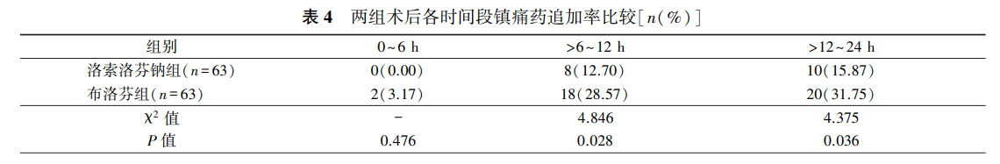 表 4 两组术后各时间段镇痛药追加率比较[n(%)]
组别 0~6 h >6~12 h >12~24 h
洛索洛芬钠组(n=63) 0(0.00) 8(12.70) 10(15.87)
布洛芬组(n=63) 2(3.17) 18(28.57) 20(31.75)
χ² 值 - 4.846 4.375
P 值 0.476 0.028 0.036